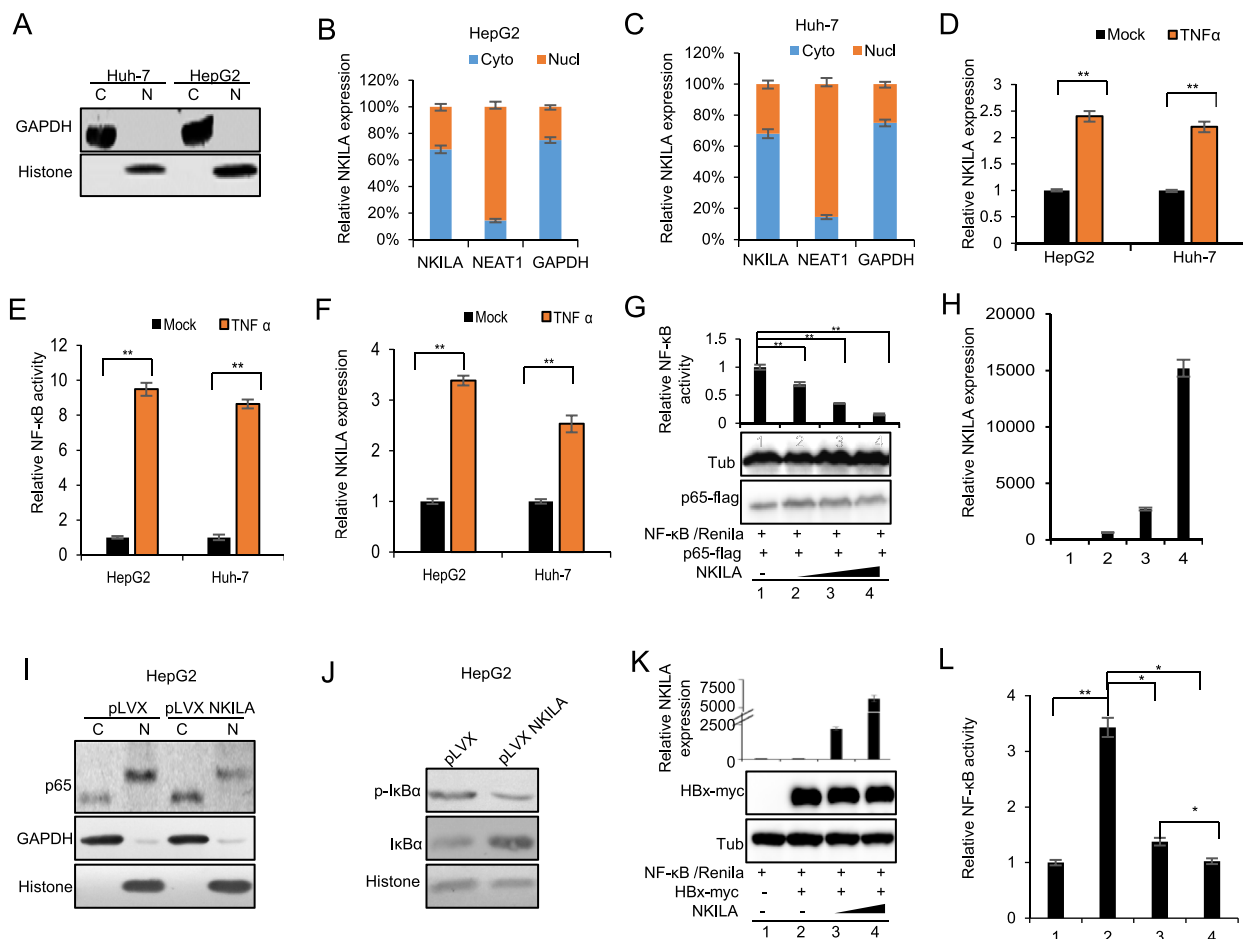 A
Huh-7 HepG2
C N C N
GAPDH
Histone
B
HepG2
Cyto Nucl
Relative NKILA expression
120%
100%
80%
60%
40%
20%
0%
NKILA NEAT1 GAPDH
C
Huh-7
Cyto Nucl
Relative NKILA expression
120%
100%
80%
60%
40%
20%
0%
NKILA NEAT1 GAPDH
D
Mock TNFα
Relative NKILA expression
3
2.5
2
1.5
1
0.5
0
** **
HepG2 Huh-7
E
Mock TNF α
Relative NF-κB activity
12
10
8
6
4
2
0
** **
HepG2 Huh-7
F
Mock TNF α
Relative NKILA expression
4
3
2
1
0
** **
HepG2 Huh-7
G
Relative NF-κB
activity
1.5
1
0.5
0
**
**
**
1 2 3 4
Tub
p65-flag
NF-κB /Renila + + + +
p65-flag + + + +
NKILA -
1 2 3 4
H
Relative NKILA expression
20000
15000
10000
5000
0
1 2 3 4
I
HepG2
pLVX pLVX NKILA
C N C N
p65
GAPDH
Histone
J
HepG2
pLVX pLVX NKILA
p-IκBα
IκBα
Histone
K
Relative NKILA
expression
7500
5000
2500
0
HBx-myc
Tub
NF-κB /Renila + + + +
HBx-myc - + + +
NKILA - -
1 2 3 4
L
Relative NF-κB activity
4
3
2
1
0
** * *
*
1 2 3 4